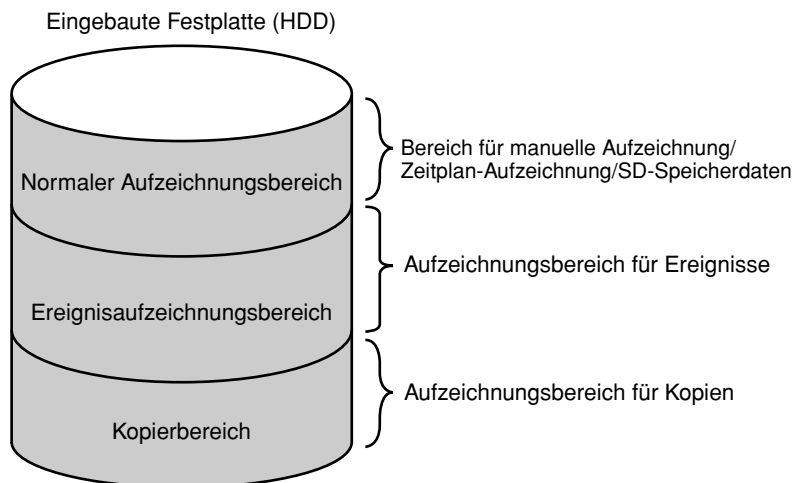 Eingebaute Festplatte (HDD)
Normaler Aufzeichnungsbereich
Bereich für manuelle Aufzeichnung/
Zeitplan-Aufzeichnung/SD-Speicherdaten
Ereignisaufzeichnungsbereich
Aufzeichnungsbereich für Ereignisse
Kopierbereich
Aufzeichnungsbereich für Kopien